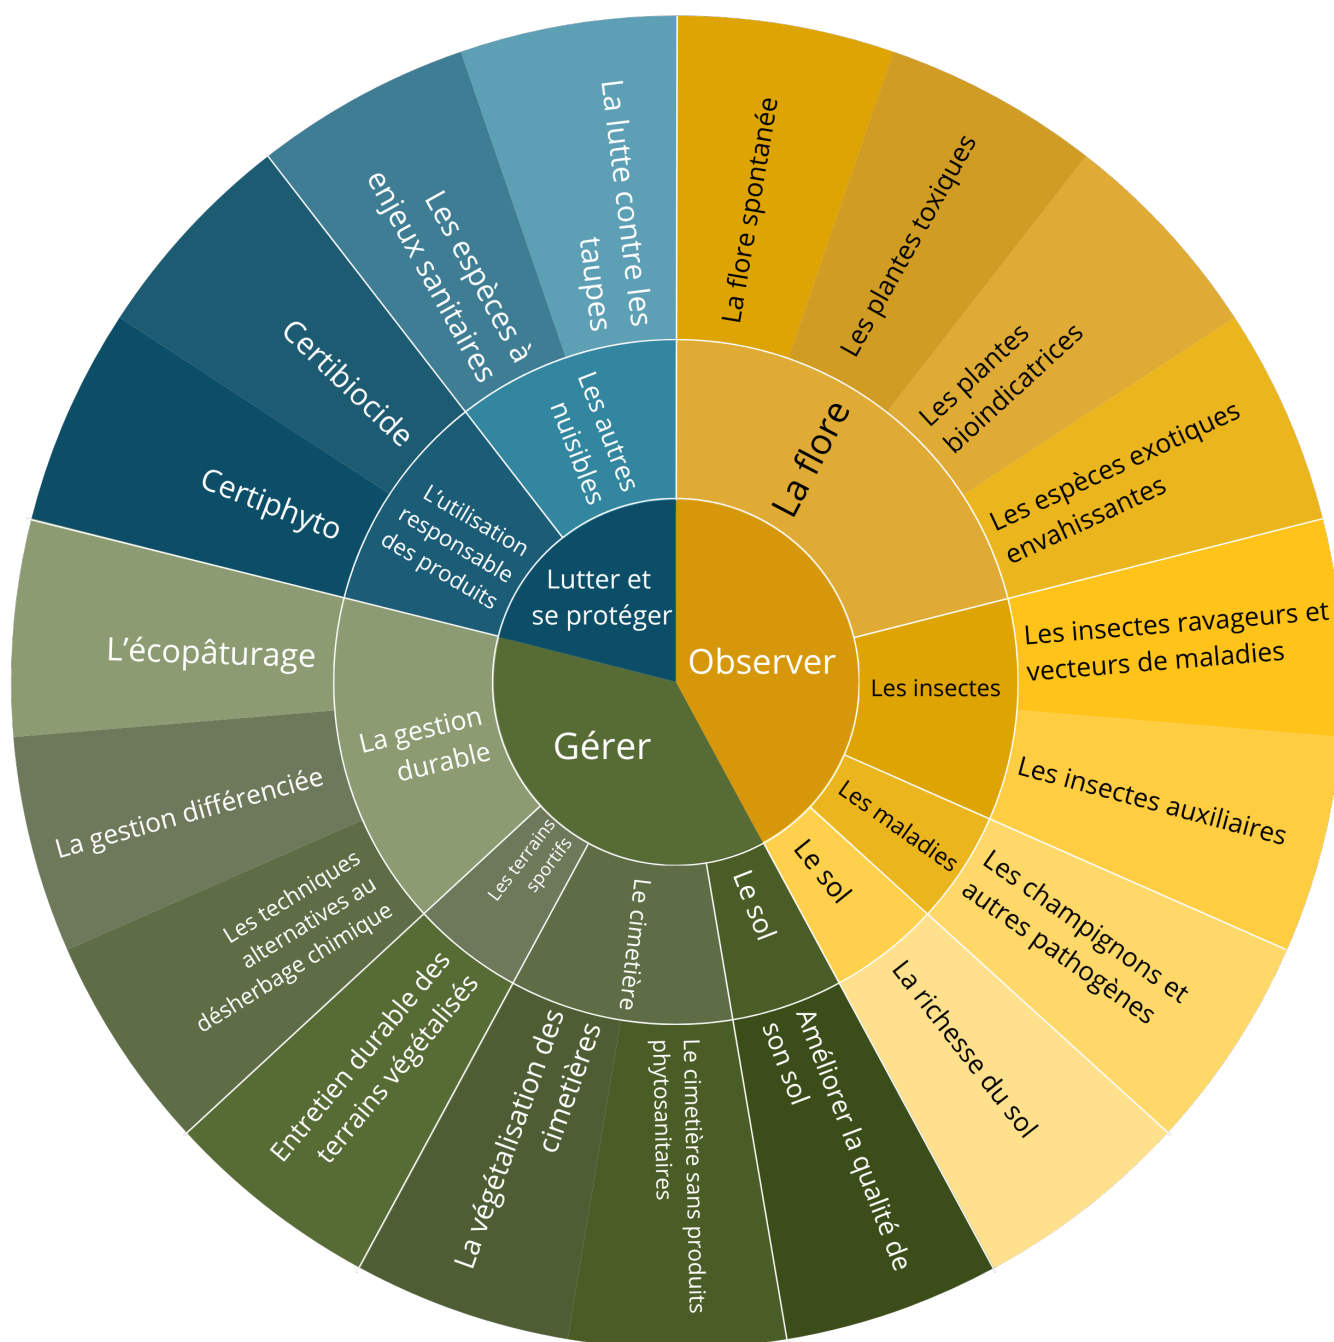 Observer
La flore
La flore spontanée
Les plantes toxiques
Les plantes
bioindicatrices
Les espèces exotiques
envahissantes
Les insectes
Les insectes ravageurs et
vecteurs de maladies
Les insectes auxiliaires
Les maladies
Les champignons et
autres pathogènes
Le sol
La richesse du sol
Gérer
Le sol
Améliorer la qualité de
son sol
Le cimetière
Le cimetière sans produits
phytosanitaires
La végétalisation des
cimetières
Les terrains
sportifs
Entretien durable des
terrains végétalisés
La gestion
durable
Les techniques
alternatives au
désherbage chimique
La gestion différenciée
L'écopâturage
Lutter et
se protéger
L'utilisation
responsable
des produits
Certiphyto
Certibiocide
Les autres
nuisibles
Les espèces à
enjeux sanitaires
La lutte contre les
taupes